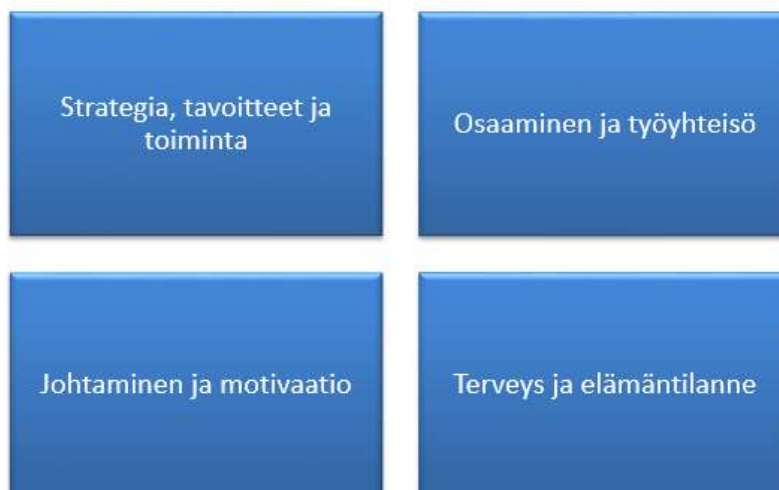 Strategia, tavoitteet ja
toiminta
Osaaminen ja työyhteisö
Johtaminen ja motivaatio
Terveys ja elämäntilanne